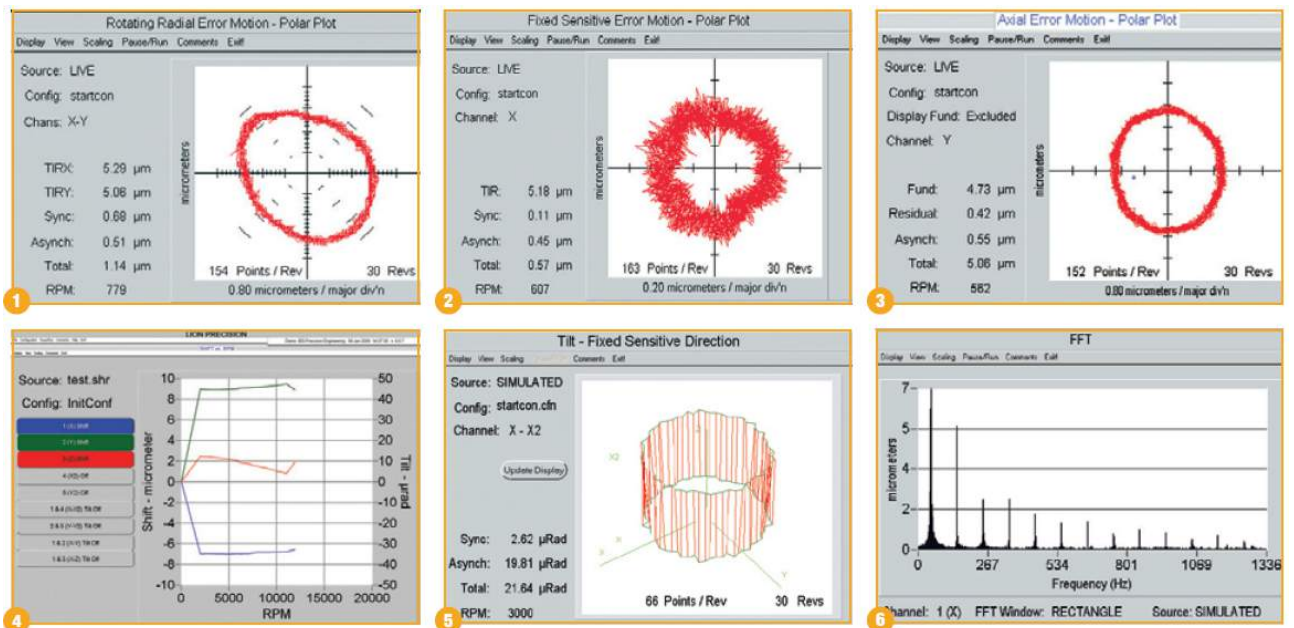 Rotating Radial Error Motion - Polar Plot
Display View Scaling Pause/Run Comments Exit!
Source: LIVE
Config: startcon
Chans: X-Y
TIRX: 5.29 µm
TIRY: 5.06 µm
Sync: 0.68 µm
Asynch: 0.51 µm
Total: 1.14 µm
RPM: 779
micrometers
154 Points / Rev 30 Revs
0.80 micrometers / major div'n
1
Fixed Sensitive Error Motion - Polar Plot
Display View Scaling Pause/Run Comments Exit!
Source: LIVE
Config: startcon
Channel: X
TIR: 5.18 µm
Sync: 0.11 µm
Asynch: 0.45 µm
Total: 0.57 µm
RPM: 607
micrometers
163 Points / Rev 30 Revs
0.20 micrometers / major div'n
2
Axial Error Motion - Polar Plot
Display View Scaling Pause/Run Comments Exit!
Source: LIVE
Config: startcon
Display Fund: Excluded
Channel: Y
Fund: 4.73 µm
Residual: 0.42 µm
Asynch: 0.55 µm
Total: 5.06 µm
RPM: 582
micrometers
152 Points / Rev 30 Revs
0.80 micrometers / major div'n
3
LION PRECISION
Source: test.shr
Config: InitConf
Shift - micrometer
10
8
6
4
2
0
-2
-4
-6
-8
-10
50
40
30
20
10
0
-10
-20
-30
-40
-50
Tilt - µrad
0 5000 10000 15000 20000
RPM
4
Tilt - Fixed Sensitive Direction
Display View Scaling Comments Exit!
Source: SIMULATED
Config: startcon.cfn
Channel: X - X2
Update Display
Sync: 2.62 µRad
Asynch: 19.81 µRad
Total: 21.64 µRad
RPM: 3000
X2
X
Y
66 Points / Rev 30 Revs
5
FFT
Display View Scaling Pause/Run Comments Exit!
micrometers
7
5
4
2
0
0 267 534 801 1069 1336
Frequency (Hz)
Channel: 1 (X) FFT Window: RECTANGLE Source: SIMULATED
6